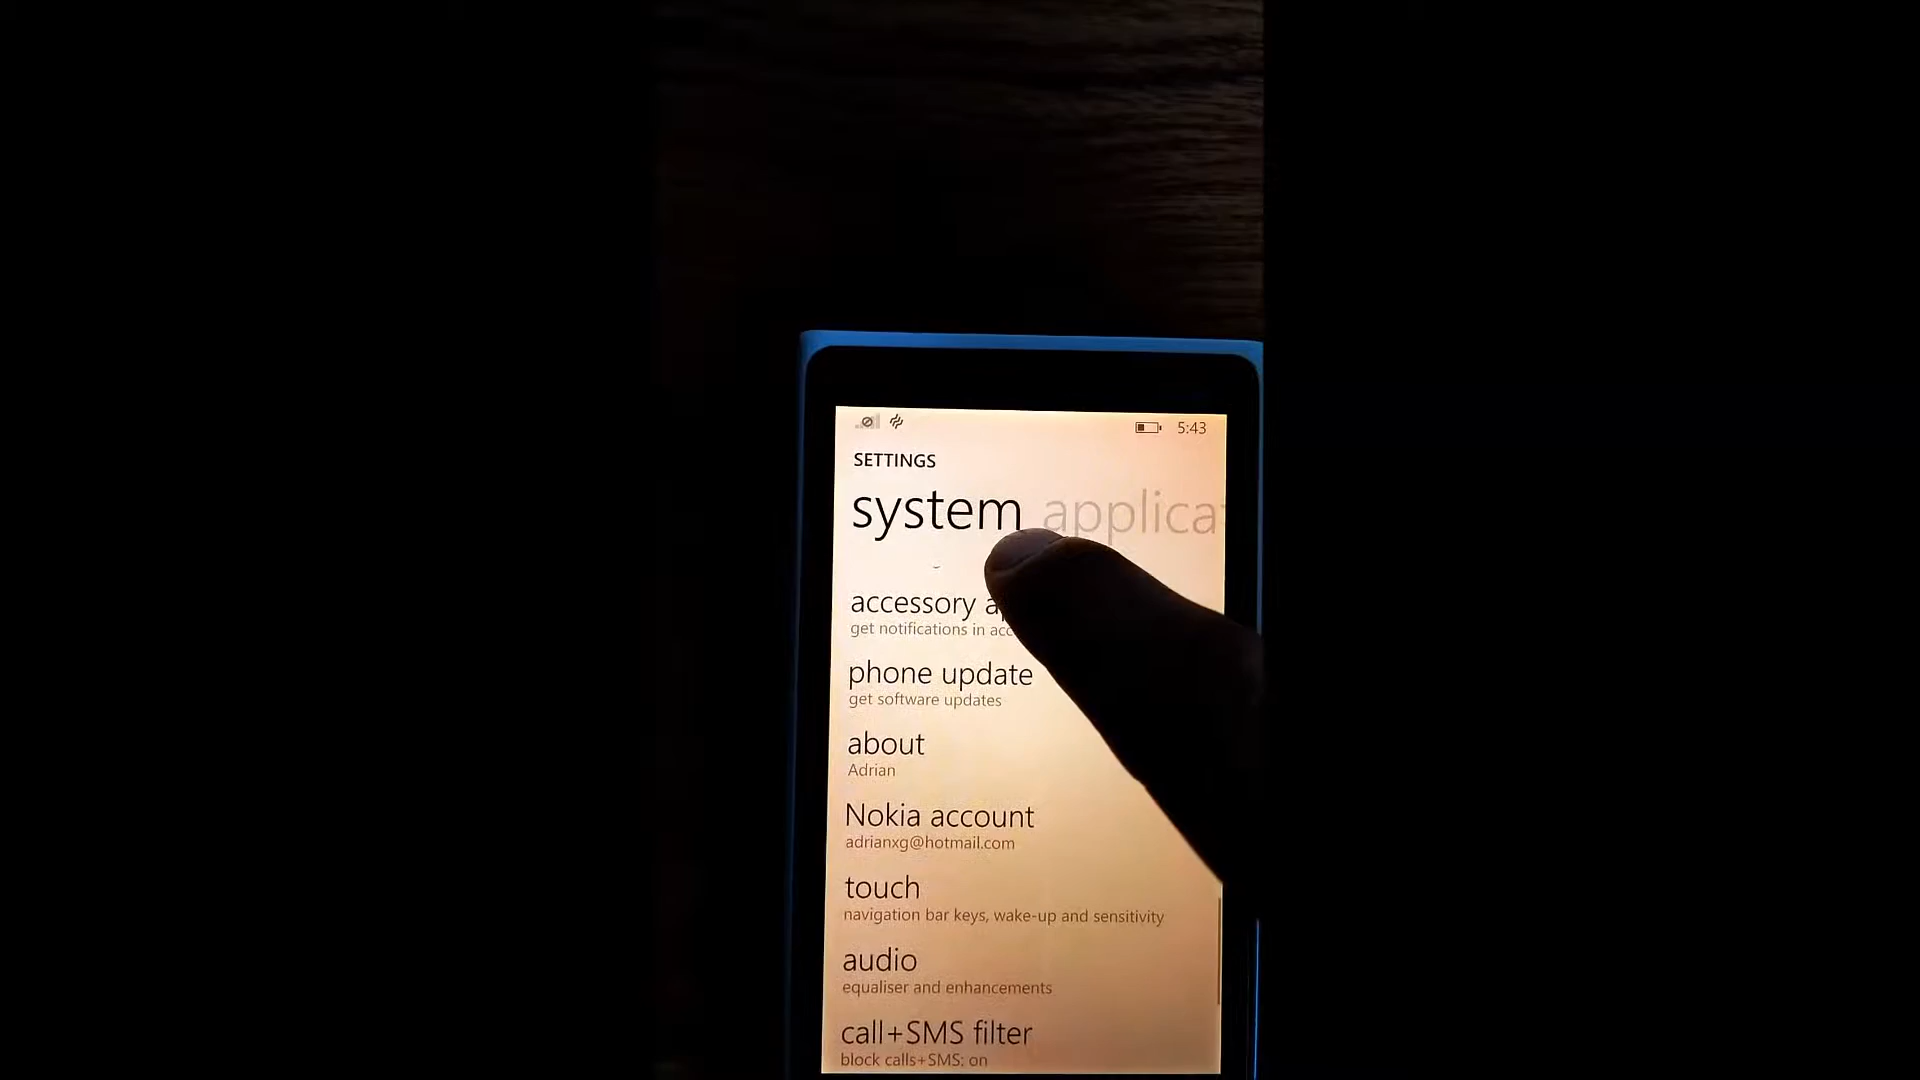 5:43
SETTINGS
system applica
accessory
get notifications in acc
phone update
get software updates
about
Adrian
Nokia account
adrianxg@hotmail.com
touch
navigation bar keys, wake-up and sensitivity
audio
equaliser and enhancements
call+SMS filter
block calls+SMS: on